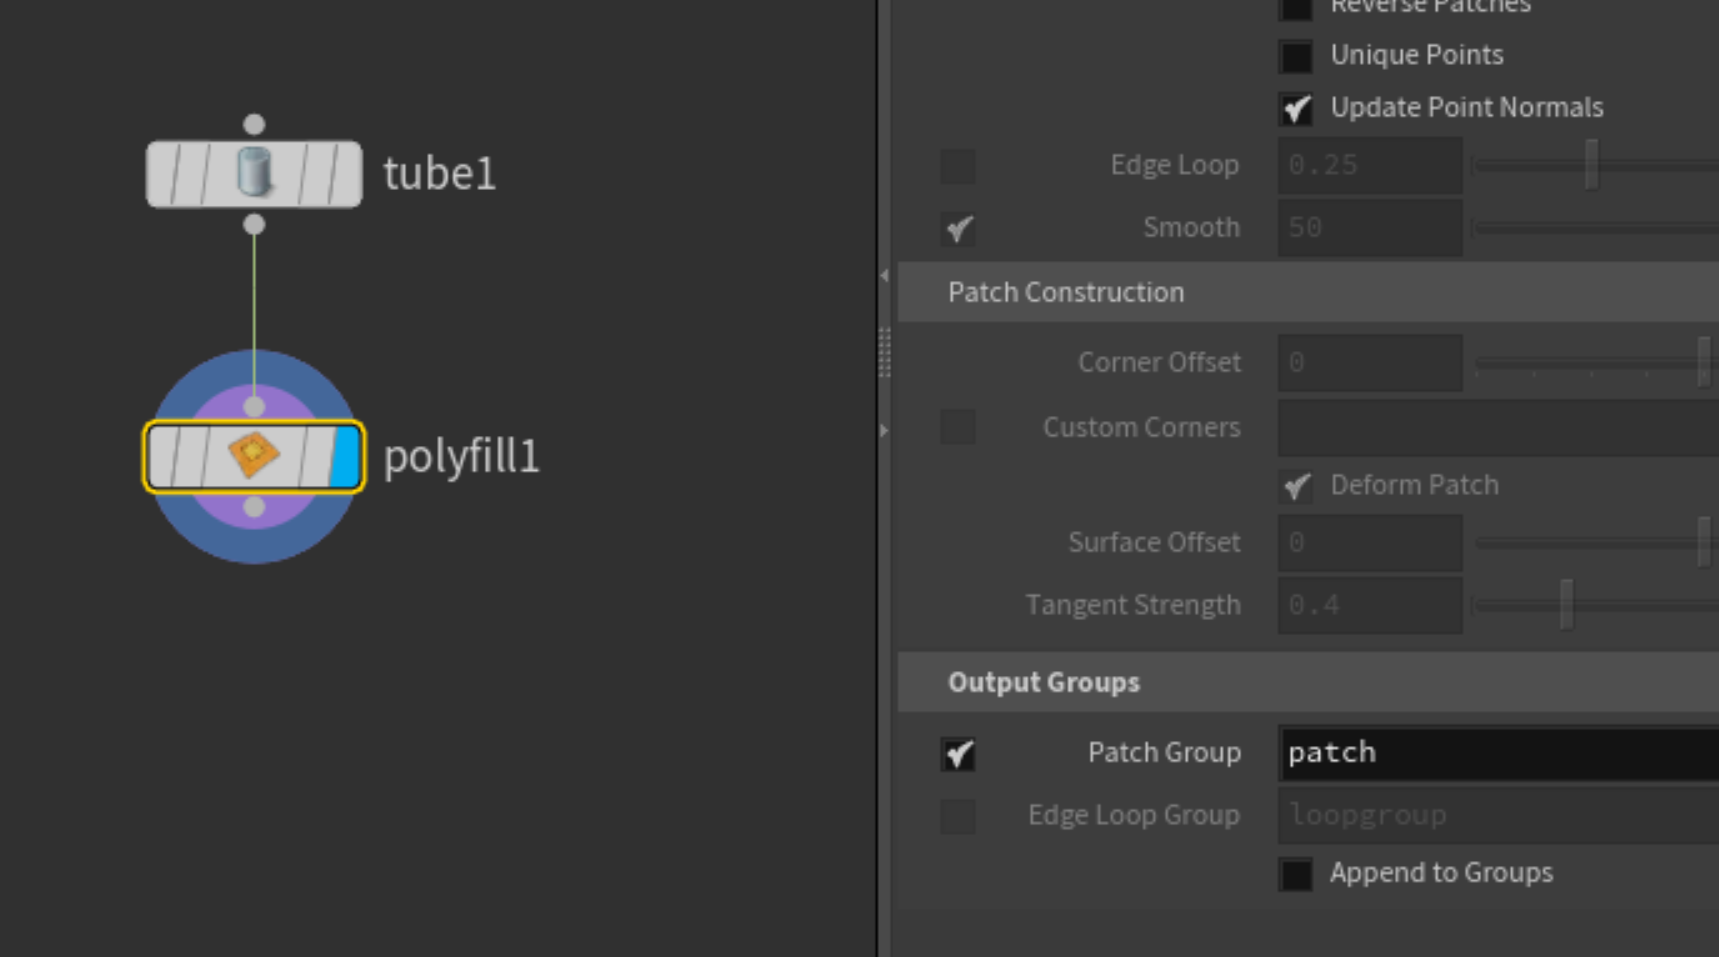 tube1
polyfill1
Reverse Patches
Unique Points
Update Point Normals
Edge Loop 0.25
Smooth 50
Patch Construction
Corner Offset 0
Custom Corners
Deform Patch
Surface Offset 0
Tangent Strength 0.4
Output Groups
Patch Group patch
Edge Loop Group loopgroup
Append to Groups